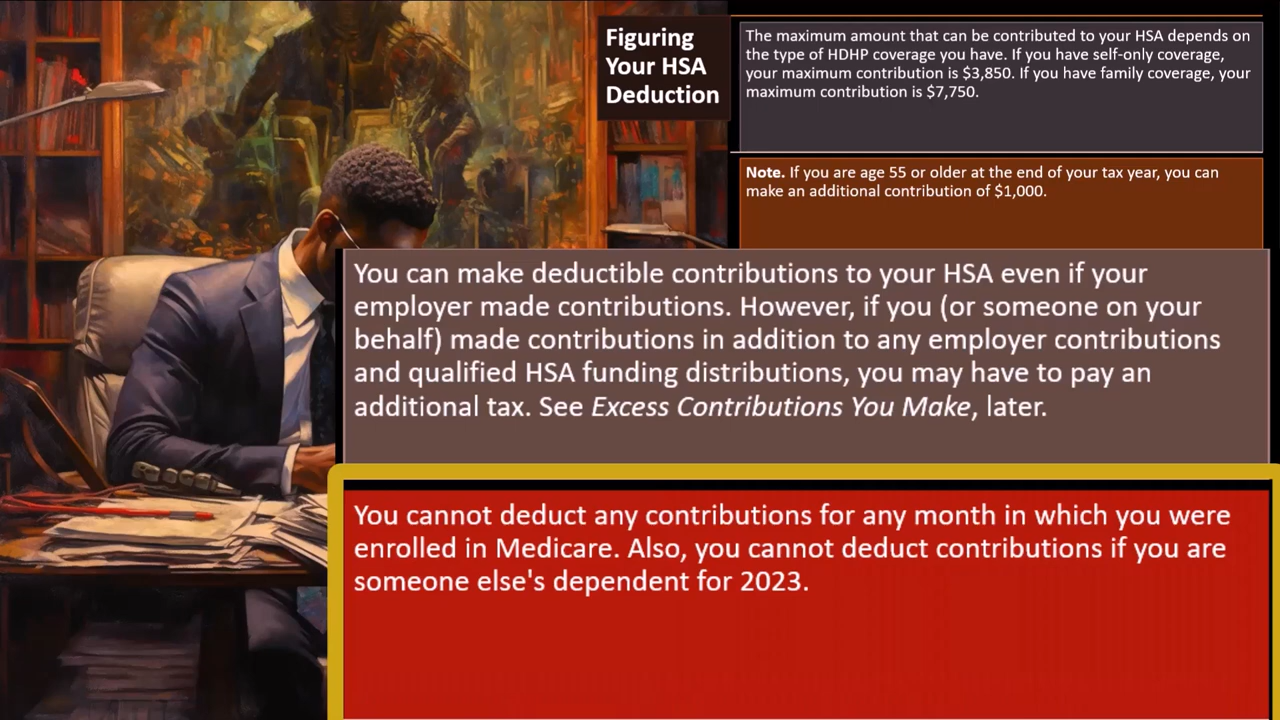 Figuring
Your HSA
Deduction
The maximum amount that can be contributed to your HSA depends on
the type of HDHP coverage you have. If you have self-only coverage,
your maximum contribution is $3,850. If you have family coverage, your
maximum contribution is $7,750.
Note. If you are age 55 or older at the end of your tax year, you can
make an additional contribution of $1,000.
You can make deductible contributions to your HSA even if your
employer made contributions. However, if you (or someone on your
behalf) made contributions in addition to any employer contributions
and qualified HSA funding distributions, you may have to pay an
additional tax. See Excess Contributions You Make, later.
You cannot deduct any contributions for any month in which you were
enrolled in Medicare. Also, you cannot deduct contributions if you are
someone else's dependent for 2023.